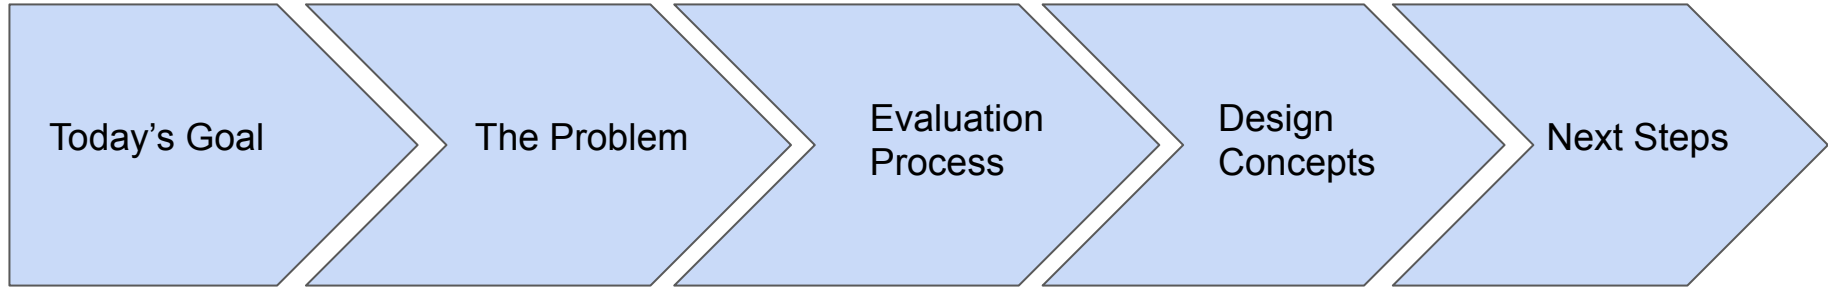 Today’s Goal
The Problem
Evaluation
Process
Design
Concepts
Next Steps